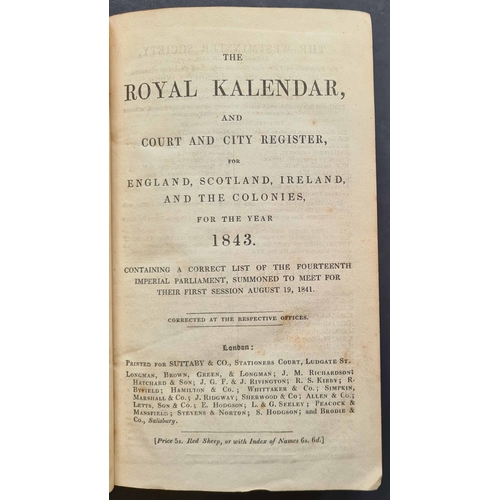 THE
ROYAL KALENDAR,
AND
COURT AND CITY REGISTER,
FOR
ENGLAND, SCOTLAND, IRELAND,
AND THE COLONIES,
FOR THE YEAR
1843.
CONTAINING A CORRECT LIST OF THE FOURTEENTH
IMPERIAL PARLIAMENT, SUMMONED TO MEET FOR
THEIR FIRST SESSION AUGUST 19, 1841.
CORRECTED AT THE RESPECTIVE OFFICES.
London:
PRINTED FOR SUTTABY & CO., STATIONERS COURT, LUDGATE ST.
LONGMAN, BROWN, GREEN, & LONGMAN; J. M. RICHARDSON;
HATCHARD & SON; J. G. F. & J. RIVINGTON; R. S. KIRBY; R.
BYFIELD; HAMILTON & CO.; WHITTAKER & CO.; SIMPKIN,
MARSHALL & CO.; J. RIDGWAY; SHERWOOD & CO; ALLEN & CO.;
LETTS, SON & CO.; E. HODGSON; L. & G. SEELEY; PEACOCK &
MANSFIELD; STEVENS & NORTON; S. HODGSON; and BRODIE &
Co., Salisbury.
[Price 5s. Red Sheep, or with Index of Names 6s. 6d.]